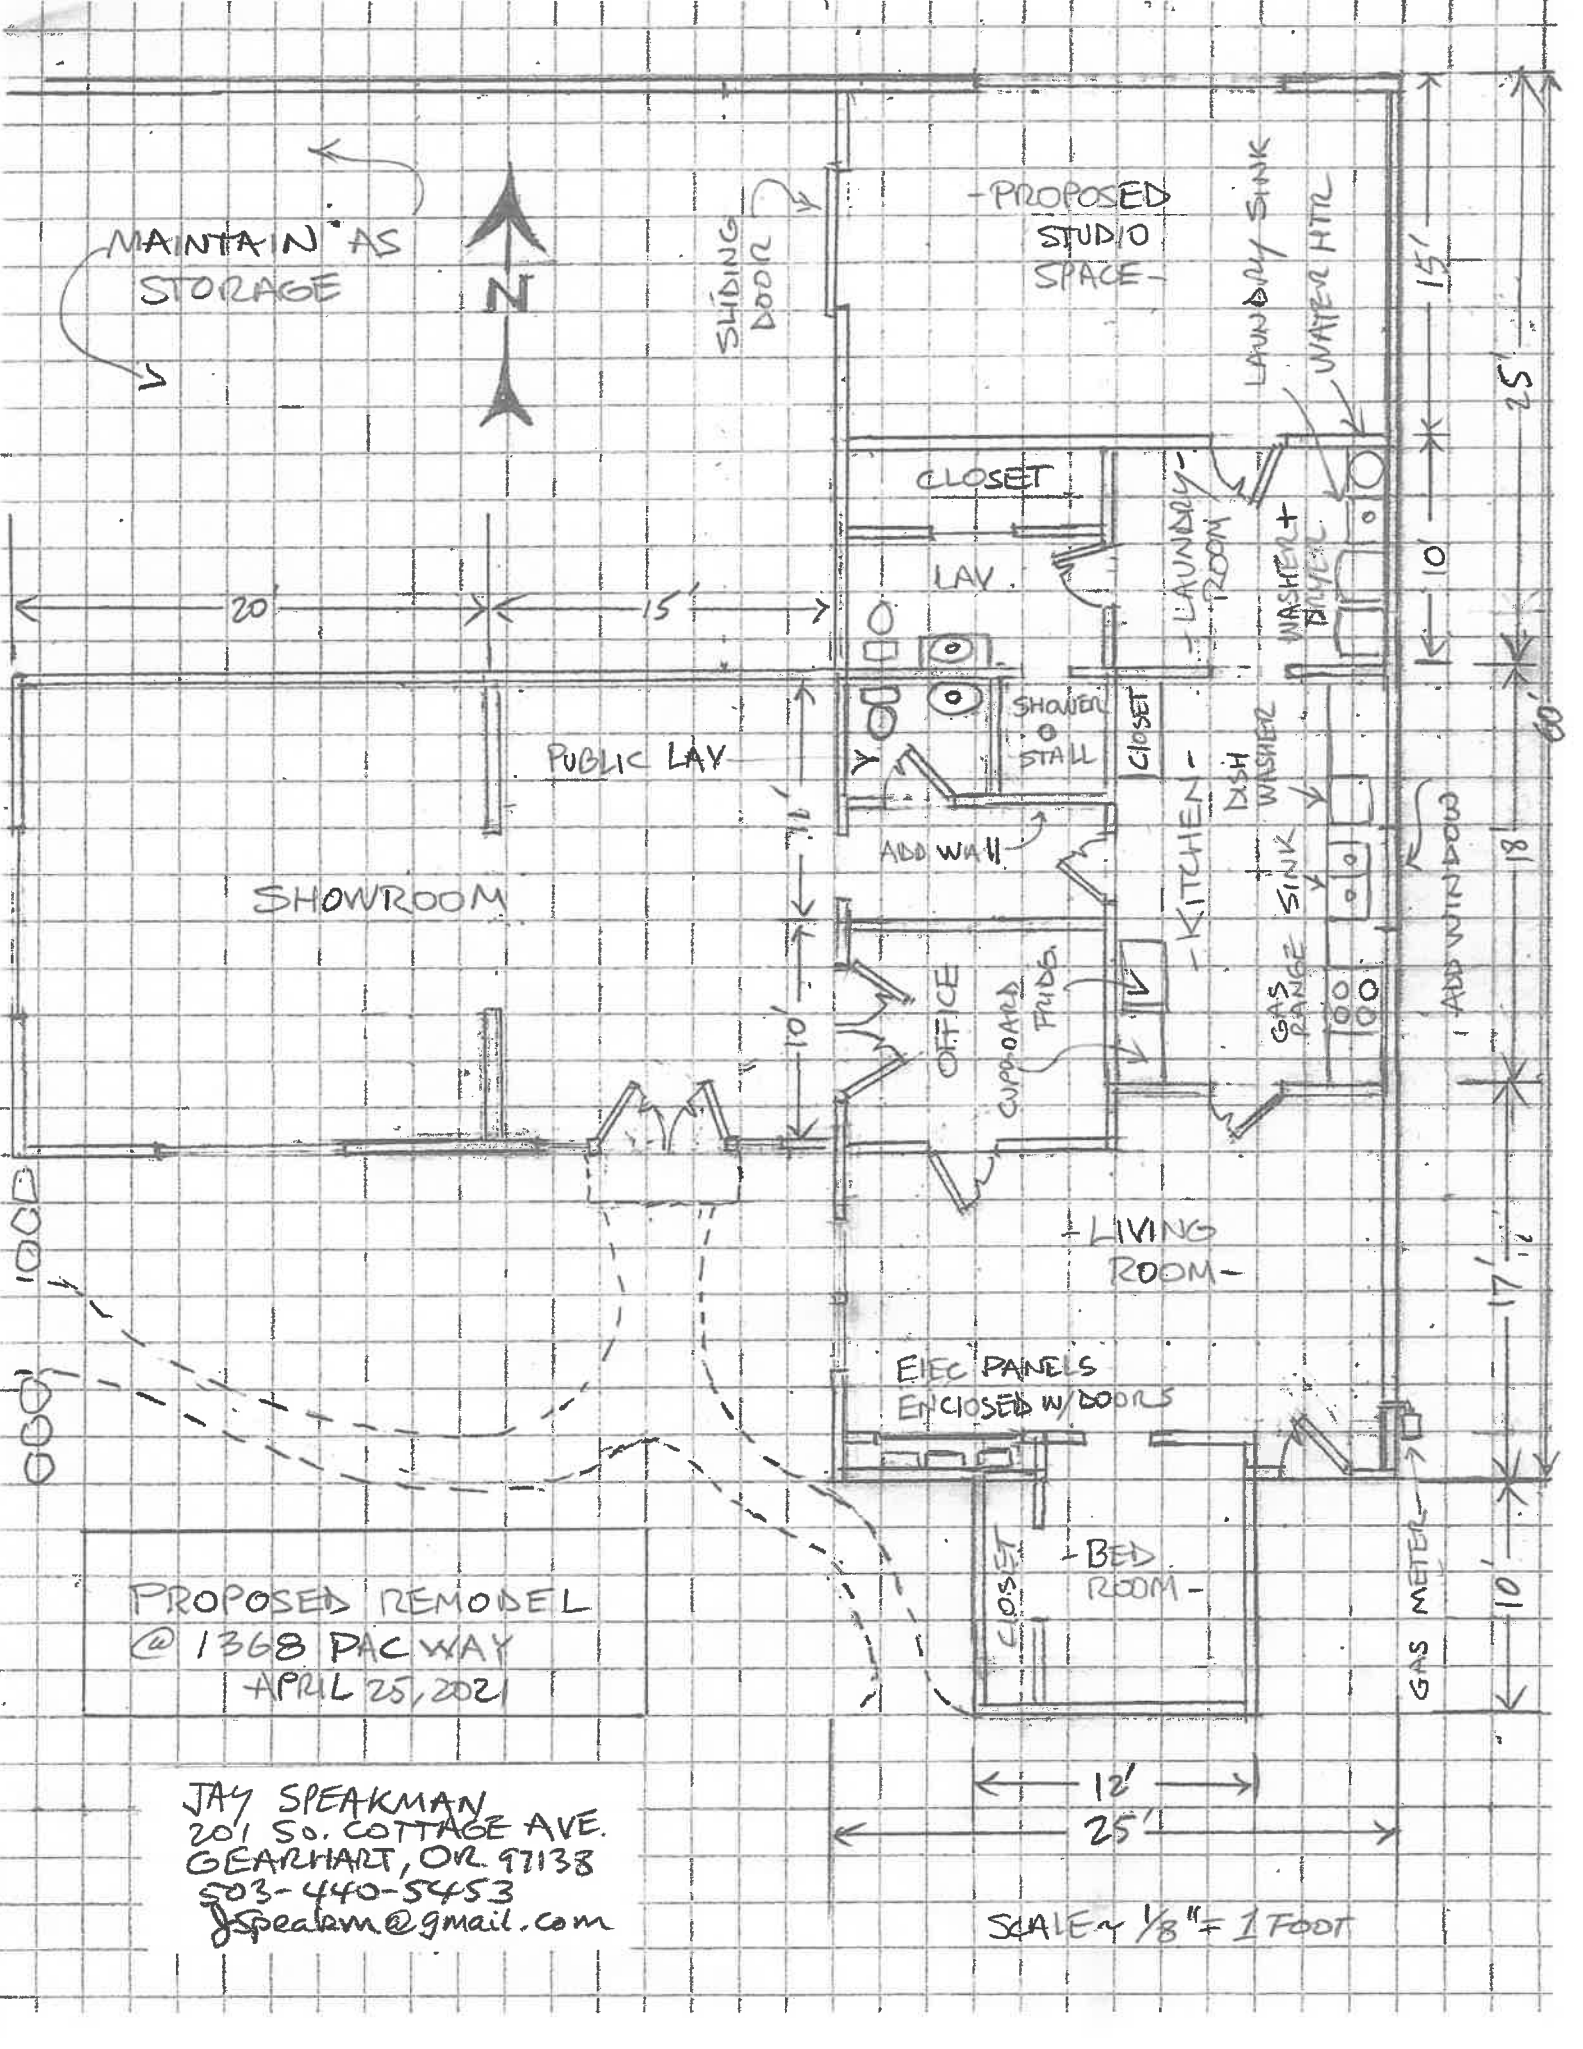 MAINTAIN AS
STORAGE
N
SLIDING
DOOR
-PROPOSED
STUDIO
SPACE-
LAUNDRY SINK
WATER HTR
15'
25'
60'
10'
CLOSET
LAV.
-LAUNDRY-
ROOM
WASHER +
DRYER
20'
15'
PUBLIC LAV
SHOWER
STALL
CLOSET
DISH
WASHER
-KITCHEN-
SINK
ADD WINDOW
18'
ADD WALL
SHOWROOM
10'
OFFICE
CUPBOARD
FRIDG.
GAS
RANGE
-LIVING
ROOM-
17'
ELEC PANELS
ENCLOSED W/DOORS
CLOSET
-BED
ROOM-
GAS METER
10'
PROPOSED REMODEL
@ 1368 PAC WAY
APRIL 25, 2021
12'
25'
JAY SPEAKMAN
201 SO. COTTAGE AVE.
GEARHART, OR. 97138
503-440-5453
@gmail.com
SCALE ~ 1/8" = 1 FOOT